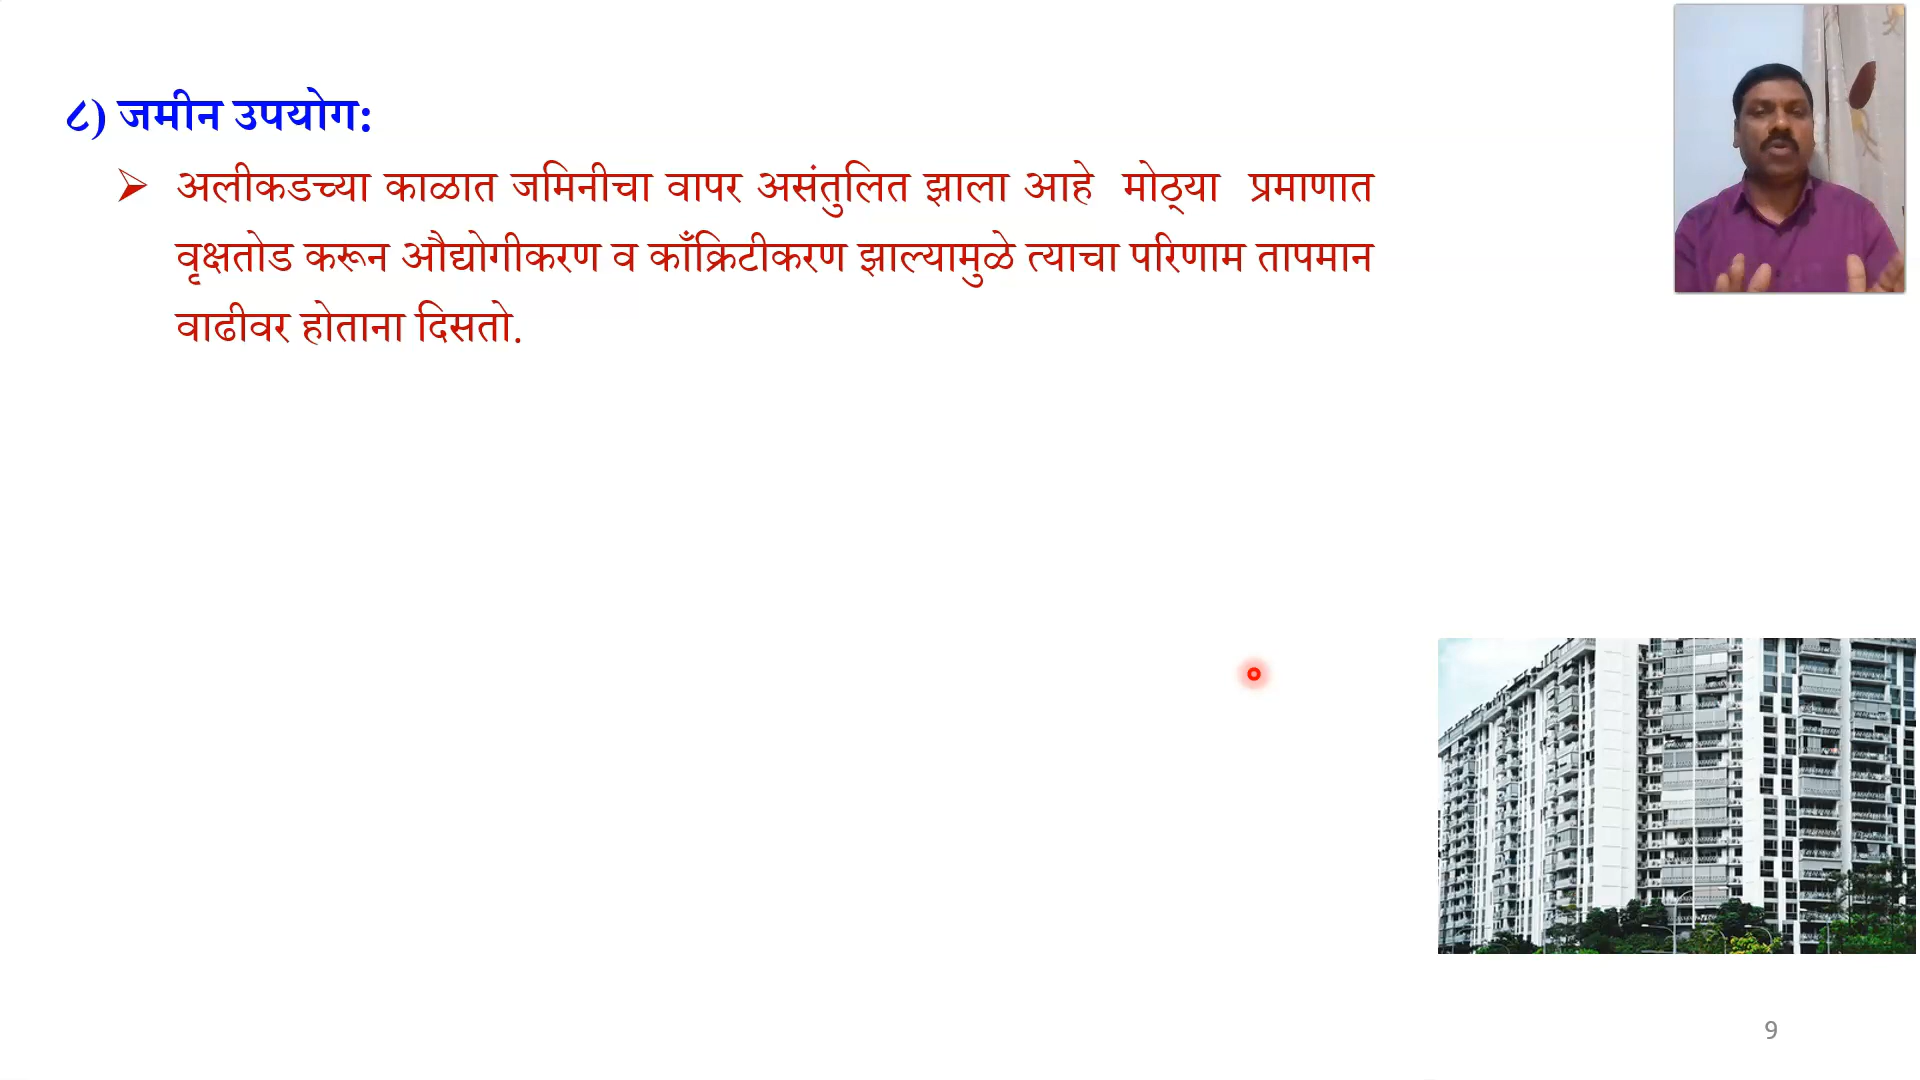 ८) जमीन उपयोग:
➢ अलीकडच्या काळात जमिनीचा वापर असंतुलित झाला आहे मोठ्या प्रमाणात
वृक्षतोड करून औद्योगीकरण व काँक्रिटीकरण झाल्यामुळे त्याचा परिणाम तापमान
वाढीवर होताना दिसतो.
9